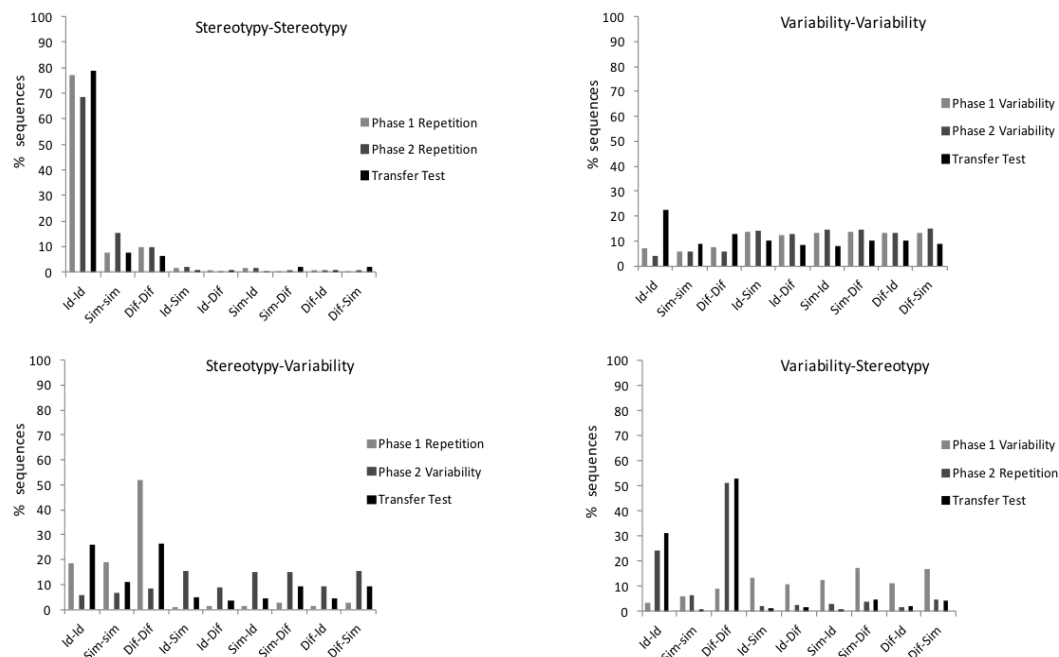 Stereotypy-Stereotypy
% sequences
100
90
80
70
60
50
40
30
20
10
0
Id-Id
Sim-sim
Dif-Dif
Id-Sim
Id-Dif
Sim-Id
Sim-Dif
Dif-Id
Dif-Sim
Phase 1 Repetition
Phase 2 Repetition
Transfer Test
Variability-Variability
% sequences
100
90
80
70
60
50
40
30
20
10
0
Id-Id
Sim-sim
Dif-Dif
Id-Sim
Id-Dif
Sim-Id
Sim-Dif
Dif-Id
Dif-Sim
Phase 1 Variability
Phase 2 Variability
Transfer Test
Stereotypy-Variability
% sequences
100
90
80
70
60
50
40
30
20
10
0
Id-Id
Sim-sim
Dif-Dif
Id-Sim
Id-Dif
Sim-Id
Sim-Dif
Dif-Id
Dif-Sim
Phase 1 Repetition
Phase 2 Variability
Transfer Test
Variability-Stereotypy
% sequences
100
90
80
70
60
50
40
30
20
10
0
Id-Id
Sim-sim
Dif-Dif
Id-Sim
Id-Dif
Sim-Id
Sim-Dif
Dif-Id
Dif-Sim
Phase 1 Variability
Phase 2 Repetition
Transfer Test